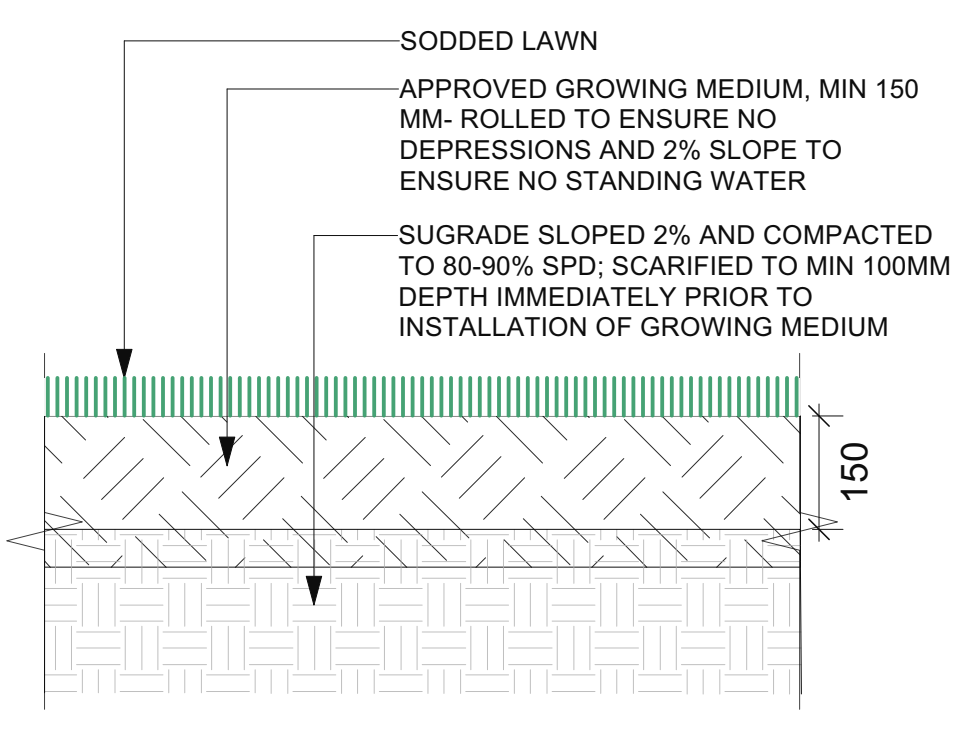 SODDED LAWN
APPROVED GROWING MEDIUM, MIN 150
MM- ROLLED TO ENSURE NO
DEPRESSIONS AND 2% SLOPE TO
ENSURE NO STANDING WATER
SUGRADE SLOPED 2% AND COMPACTED
TO 80-90% SPD; SCARIFIED TO MIN 100MM
DEPTH IMMEDIATELY PRIOR TO
INSTALLATION OF GROWING MEDIUM
150